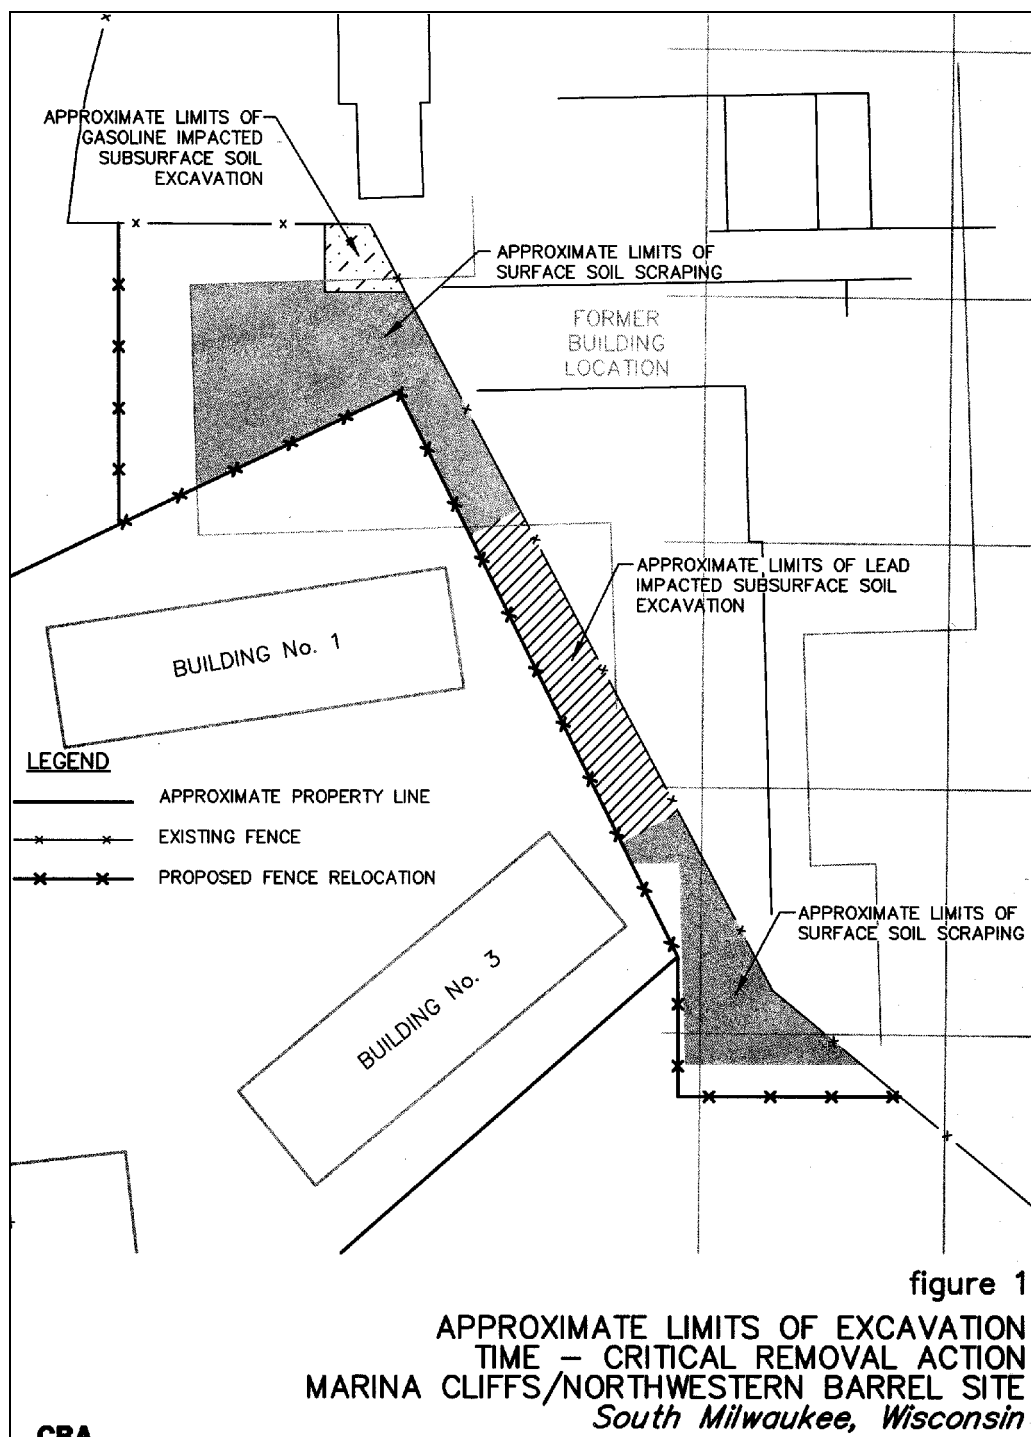 APPROXIMATE LIMITS OF
GASOLINE IMPACTED
SUBSURFACE SOIL
EXCAVATION
APPROXIMATE LIMITS OF
SURFACE SOIL SCRAPING
FORMER
BUILDING
LOCATION
APPROXIMATE LIMITS OF LEAD
IMPACTED SUBSURFACE SOIL
EXCAVATION
BUILDING No. 1
LEGEND
APPROXIMATE PROPERTY LINE
EXISTING FENCE
PROPOSED FENCE RELOCATION
APPROXIMATE LIMITS OF
SURFACE SOIL SCRAPING
BUILDING No. 3
figure 1
APPROXIMATE LIMITS OF EXCAVATION
TIME - CRITICAL REMOVAL ACTION
MARINA CLIFFS/NORTHWESTERN BARREL SITE
South Milwaukee, Wisconsin
CRA